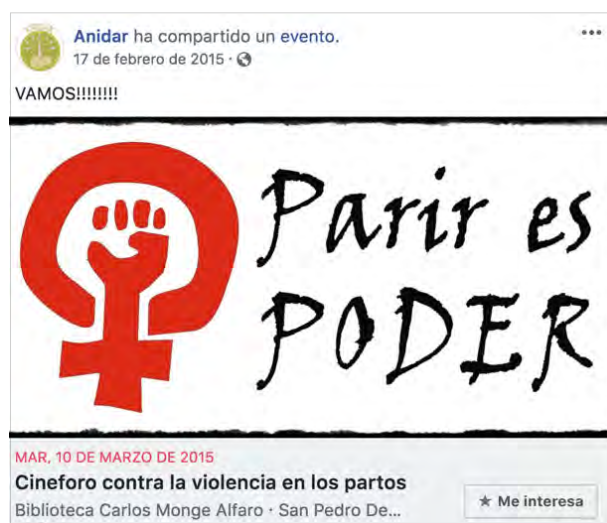 Anidar ha compartido un evento.
17 de febrero de 2015 ·
VAMOS!!!!!!!!
Parir es
PODER
MAR, 10 DE MARZO DE 2015
Cineforo contra la violencia en los partos
Biblioteca Carlos Monge Alfaro · San Pedro De...
★ Me interesa